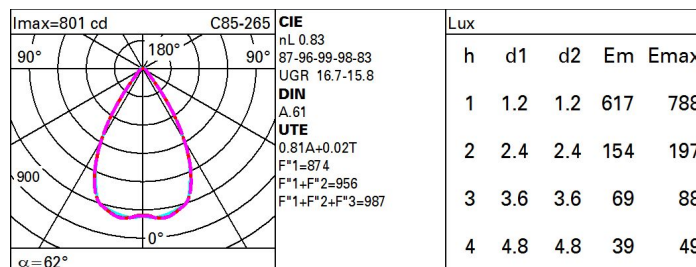 Imax=801 cd C85-265
90° 180° 90°
900
0°
α=62°
CIE
nL 0.83
87-96-99-98-83
UGR 16.7-15.8
DIN
A.61
UTE
0.81A+0.02T
F"1=874
F"1+F"2=956
F"1+F"2+F"3=987
Lux
h d1 d2 Em Emax
1 1.2 1.2 617 788
2 2.4 2.4 154 197
3 3.6 3.6 69 88
4 4.8 4.8 39 49